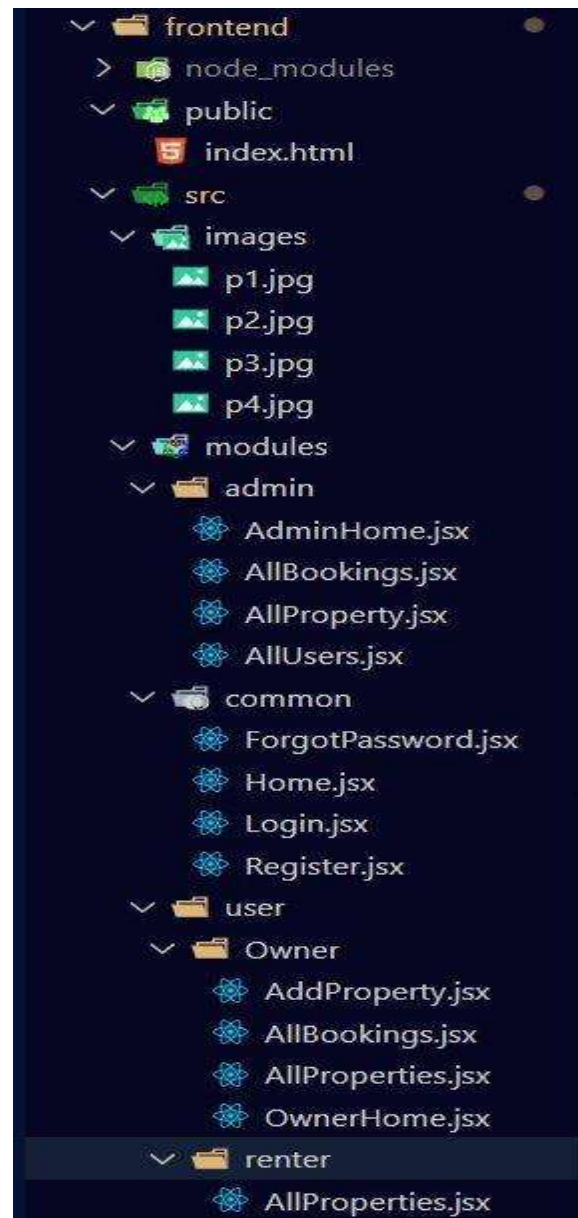 frontend
node_modules
public
index.html
src
images
p1.jpg
p2.jpg
p3.jpg
p4.jpg
modules
admin
AdminHome.jsx
AllBookings.jsx
AllProperty.jsx
AllUsers.jsx
common
ForgotPassword.jsx
Home.jsx
Login.jsx
Register.jsx
user
Owner
AddProperty.jsx
AllBookings.jsx
AllProperties.jsx
OwnerHome.jsx
renter
AllProperties.jsx